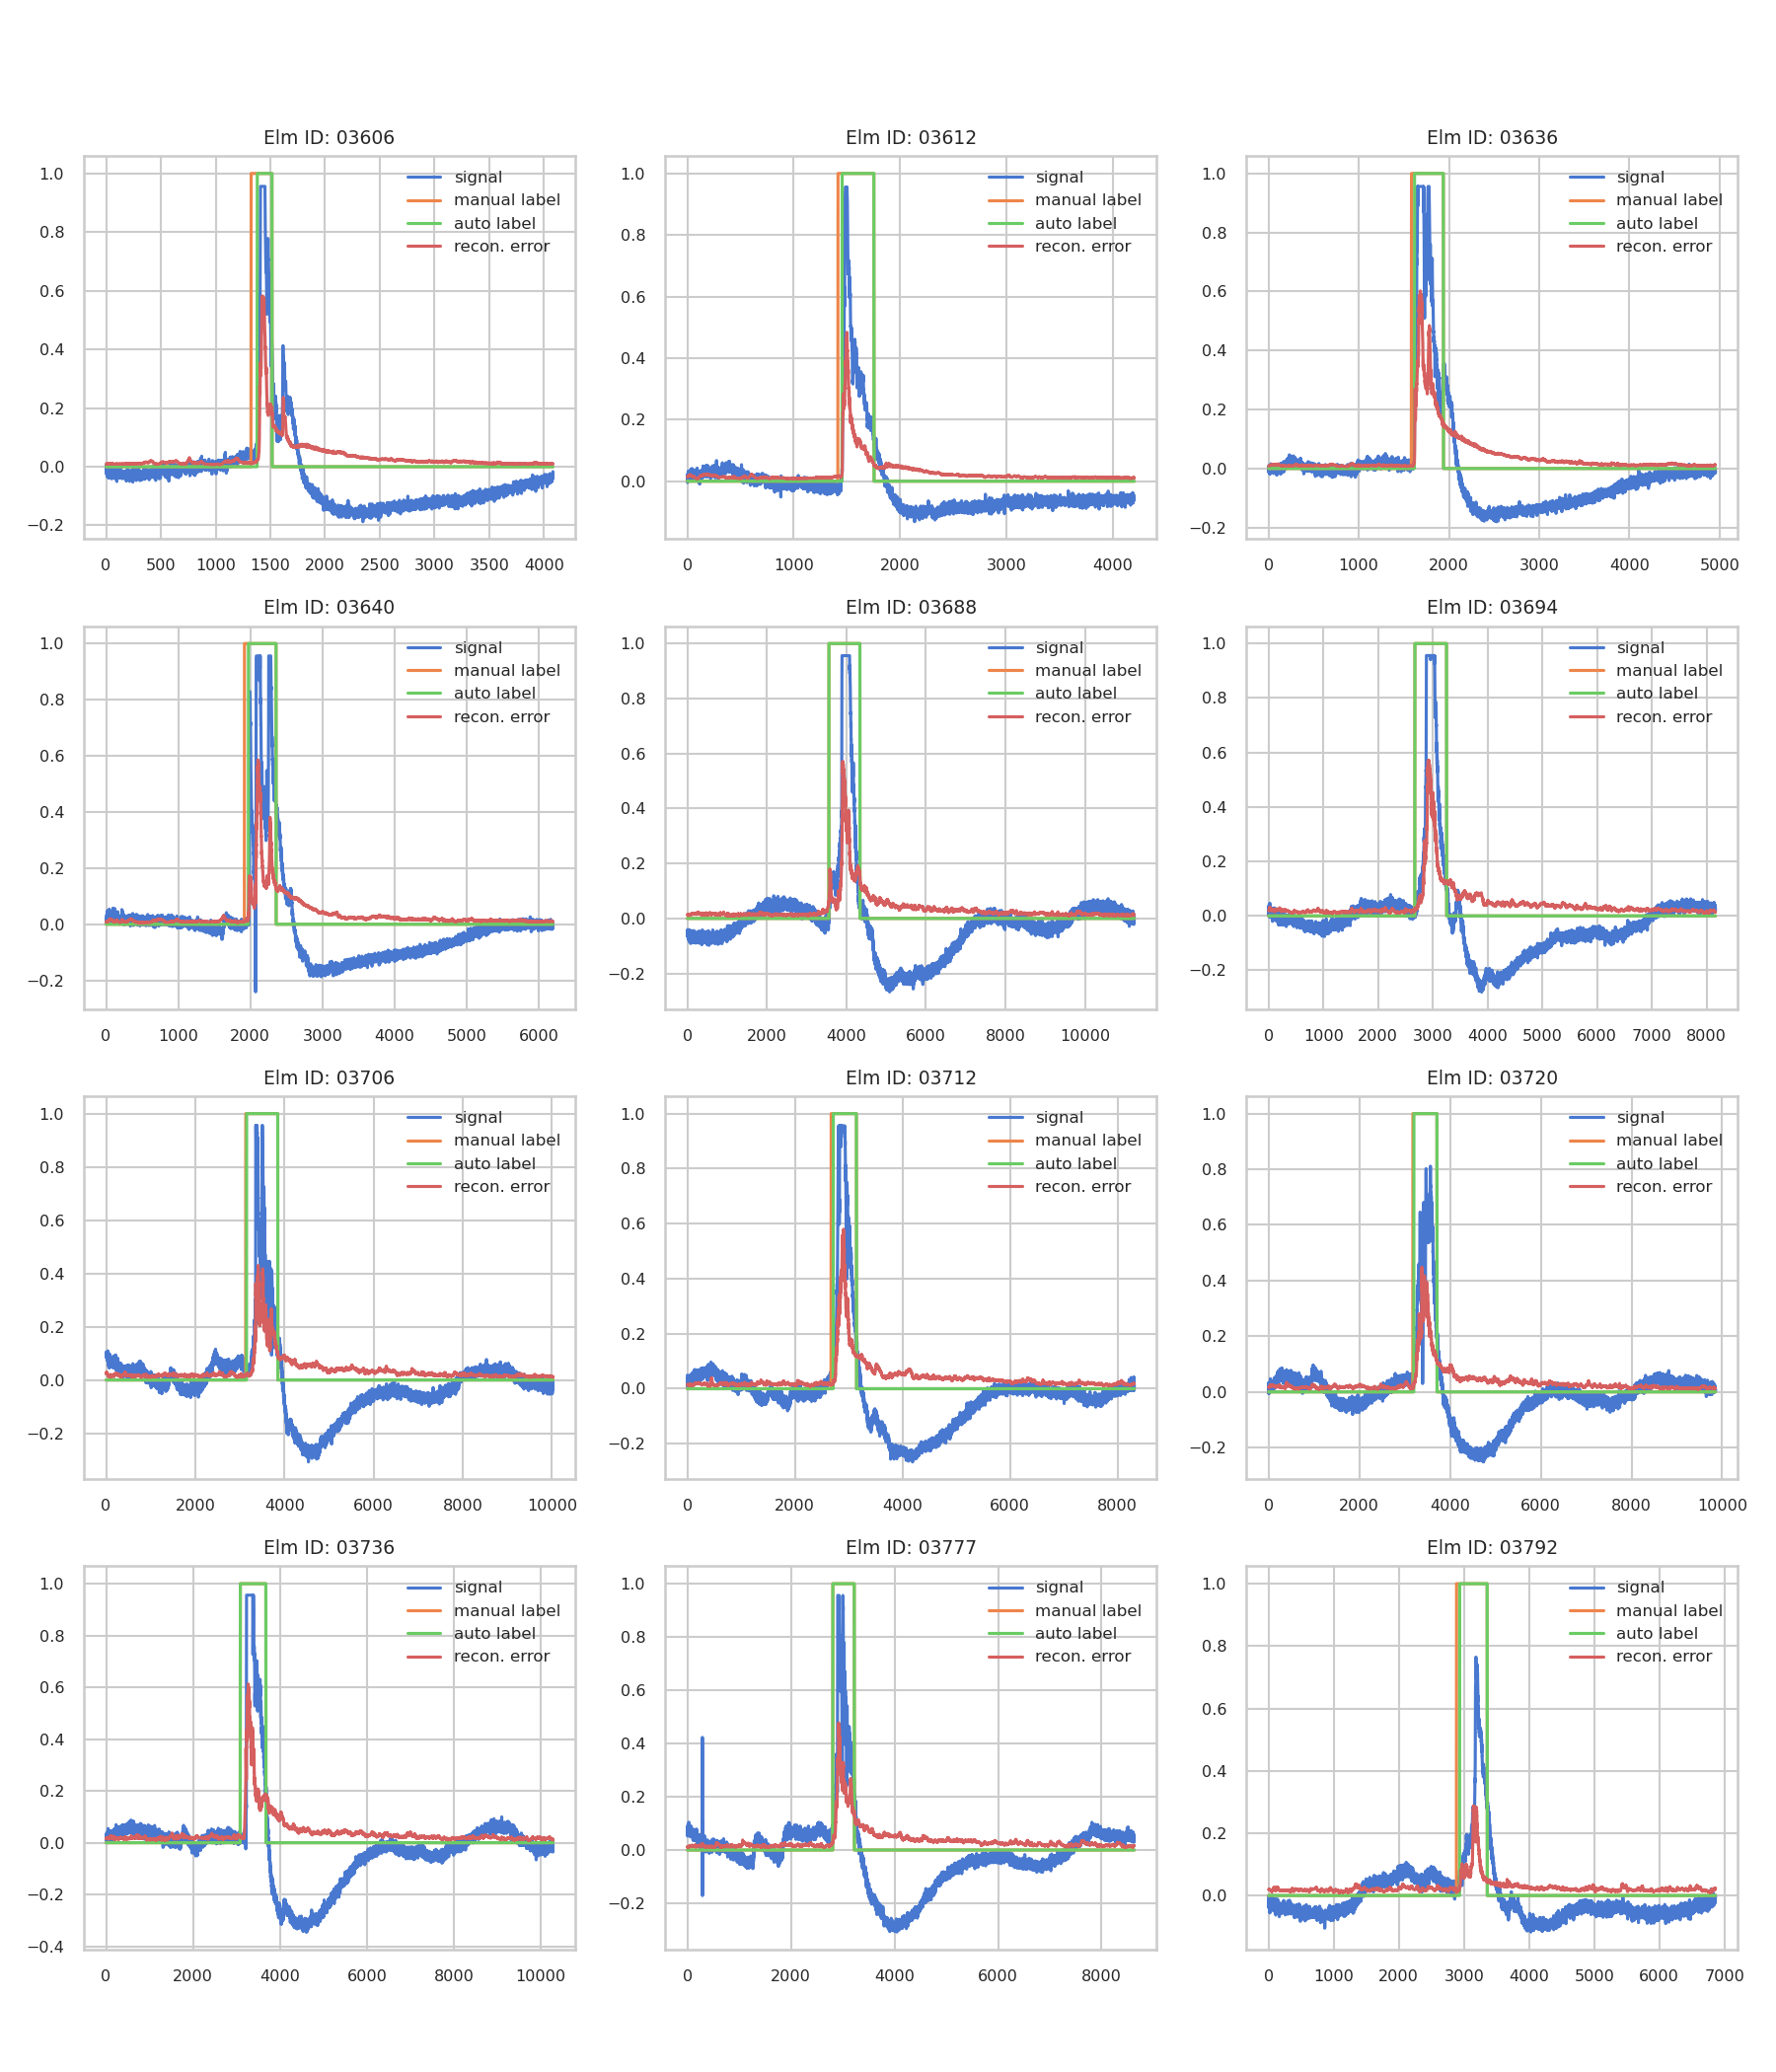 Elm ID: 03606
signal
manual label
auto label
recon. error
1.0
0.8
0.6
0.4
0.2
0.0
−0.2
0 500 1000 1500 2000 2500 3000 3500 4000
Elm ID: 03612
signal
manual label
auto label
recon. error
1.0
0.8
0.6
0.4
0.2
0.0
0 1000 2000 3000 4000
Elm ID: 03636
signal
manual label
auto label
recon. error
1.0
0.8
0.6
0.4
0.2
0.0
−0.2
0 1000 2000 3000 4000 5000
Elm ID: 03640
signal
manual label
auto label
recon. error
1.0
0.8
0.6
0.4
0.2
0.0
−0.2
0 1000 2000 3000 4000 5000 6000
Elm ID: 03688
signal
manual label
auto label
recon. error
1.0
0.8
0.6
0.4
0.2
0.0
−0.2
0 2000 4000 6000 8000 10000
Elm ID: 03694
signal
manual label
auto label
recon. error
1.0
0.8
0.6
0.4
0.2
0.0
−0.2
0 1000 2000 3000 4000 5000 6000 7000 8000
Elm ID: 03706
signal
manual label
auto label
recon. error
1.0
0.8
0.6
0.4
0.2
0.0
−0.2
0 2000 4000 6000 8000 10000
Elm ID: 03712
signal
manual label
auto label
recon. error
1.0
0.8
0.6
0.4
0.2
0.0
−0.2
0 2000 4000 6000 8000
Elm ID: 03720
signal
manual label
auto label
recon. error
1.0
0.8
0.6
0.4
0.2
0.0
−0.2
0 2000 4000 6000 8000 10000
Elm ID: 03736
signal
manual label
auto label
recon. error
1.0
0.8
0.6
0.4
0.2
0.0
−0.2
−0.4
0 2000 4000 6000 8000 10000
Elm ID: 03777
signal
manual label
auto label
recon. error
1.0
0.8
0.6
0.4
0.2
0.0
−0.2
0 2000 4000 6000 8000
Elm ID: 03792
signal
manual label
auto label
recon. error
1.0
0.8
0.6
0.4
0.2
0.0
0 1000 2000 3000 4000 5000 6000 7000